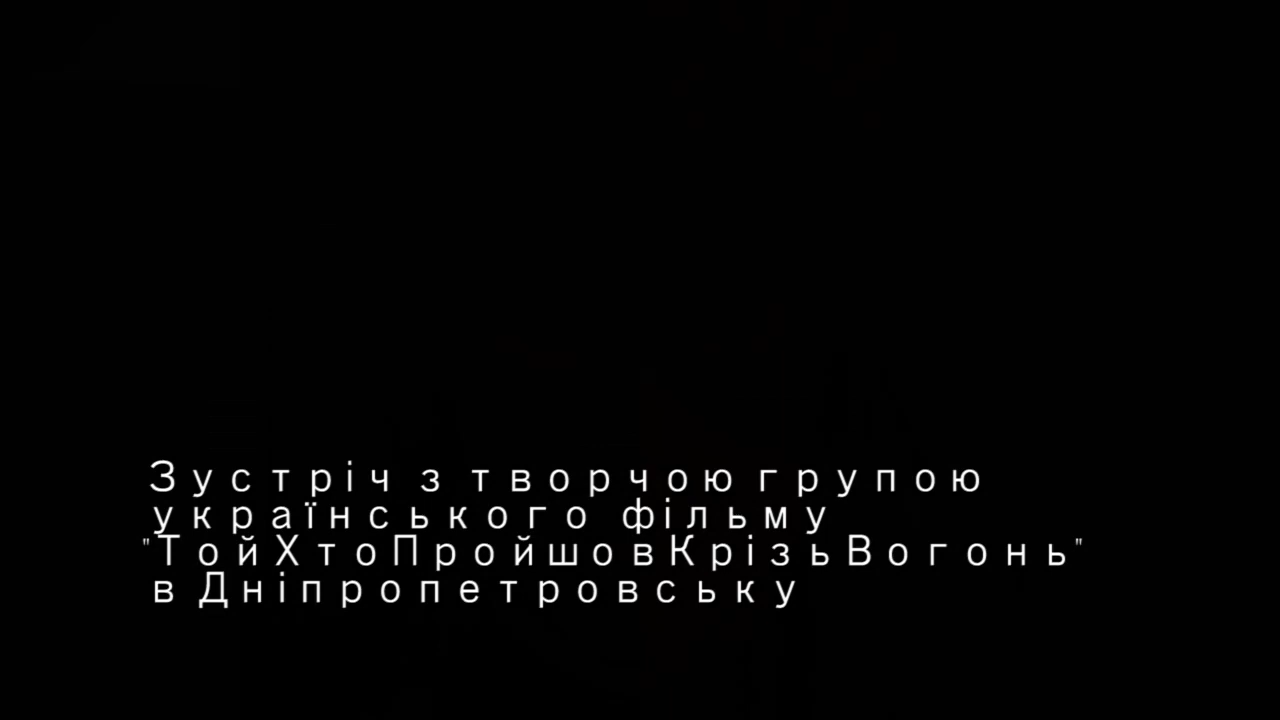 Зустріч з творчою групою
українського фільму
"ТойХтоПройшовКрізьВогонь"
в Дніпропетровську